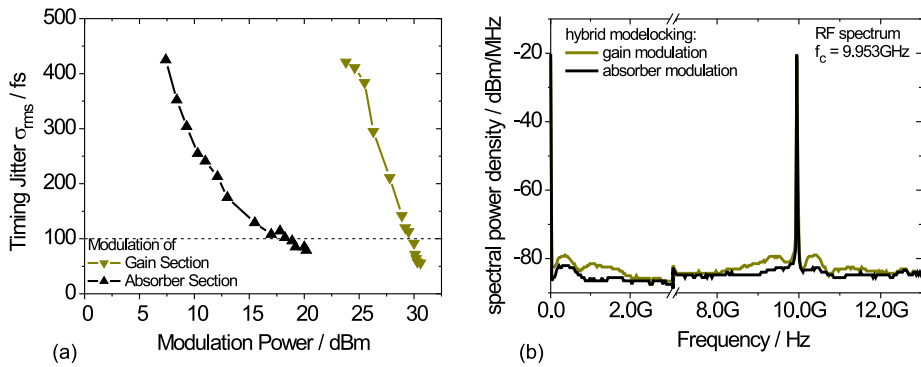 (a)
Timing Jitter σrms / fs
500
400
300
200
100
0
Modulation of
Gain Section
Absorber Section
0 5 10 15 20 25 30
Modulation Power / dBm
(b)
spectral power density / dBm/MHz
-20
-40
-60
-80
hybrid modelocking:
gain modulation
absorber modulation
RF spectrum
fc = 9.953GHz
0.0 2.0G 8.0G 10.0G 12.0G
Frequency / Hz